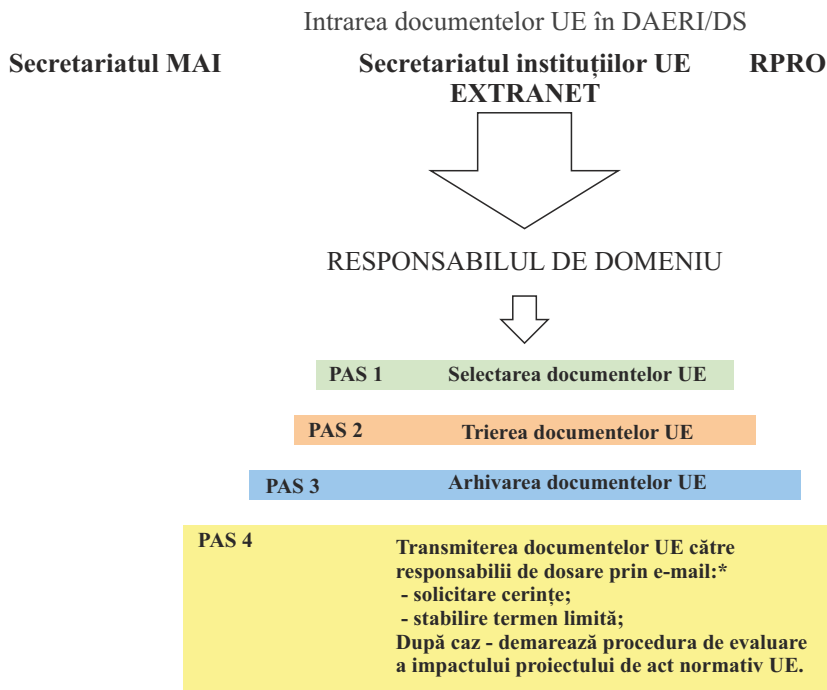 Intrarea documentelor UE în DAERI/DS
Secretariatul MAI Secretariatul instituțiilor UE RPRO
EXTRANET
RESPONSABILUL DE DOMENIU
PAS 1 Selectarea documentelor UE
PAS 2 Trierea documentelor UE
PAS 3 Arhivarea documentelor UE
PAS 4 Transmiterea documentelor UE către
responsabilii de dosare prin e-mail:*
- solicitare cerințe;
- stabilire termen limită;
După caz - demarează procedura de evaluare
a impactului proiectului de act normativ UE.